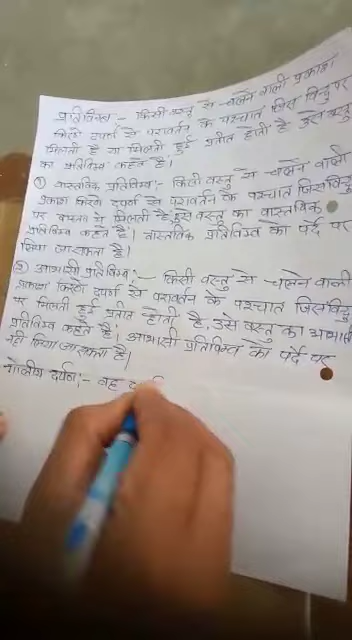 प्रतिबिम्ब :- किसी वस्तु से चलने वाली प्रकाश
किरणें दर्पण से परावर्तन के पश्चात जिस बिन्दु पर
मिलती है या मिलती हुई प्रतीत होती है उसे वस्तु
का प्रतिबिम्ब कहते है।
① वास्तविक प्रतिबिम्ब :- किसी वस्तु से चलने वाली
प्रकाश किरणें दर्पण से परावर्तन के पश्चात जिस बिन्दु
पर वास्तव में मिलती है, उसे वस्तु का वास्तविक
प्रतिबिम्ब कहते है। वास्तविक प्रतिबिम्ब का पर्दे पर
लिया जा सकता है।
② आभासी प्रतिबिम्ब :- किसी वस्तु से चलने वाली
प्रकाश किरणें दर्पण से परावर्तन के पश्चात जिस बिन्दु
पर मिलती हुई प्रतीत होती है, उसे वस्तु का आभासी
प्रतिबिम्ब कहते है। आभासी प्रतिबिम्ब को पर्दे पर
नही लिया जा सकता है।
गोलीय दर्पण :- वह